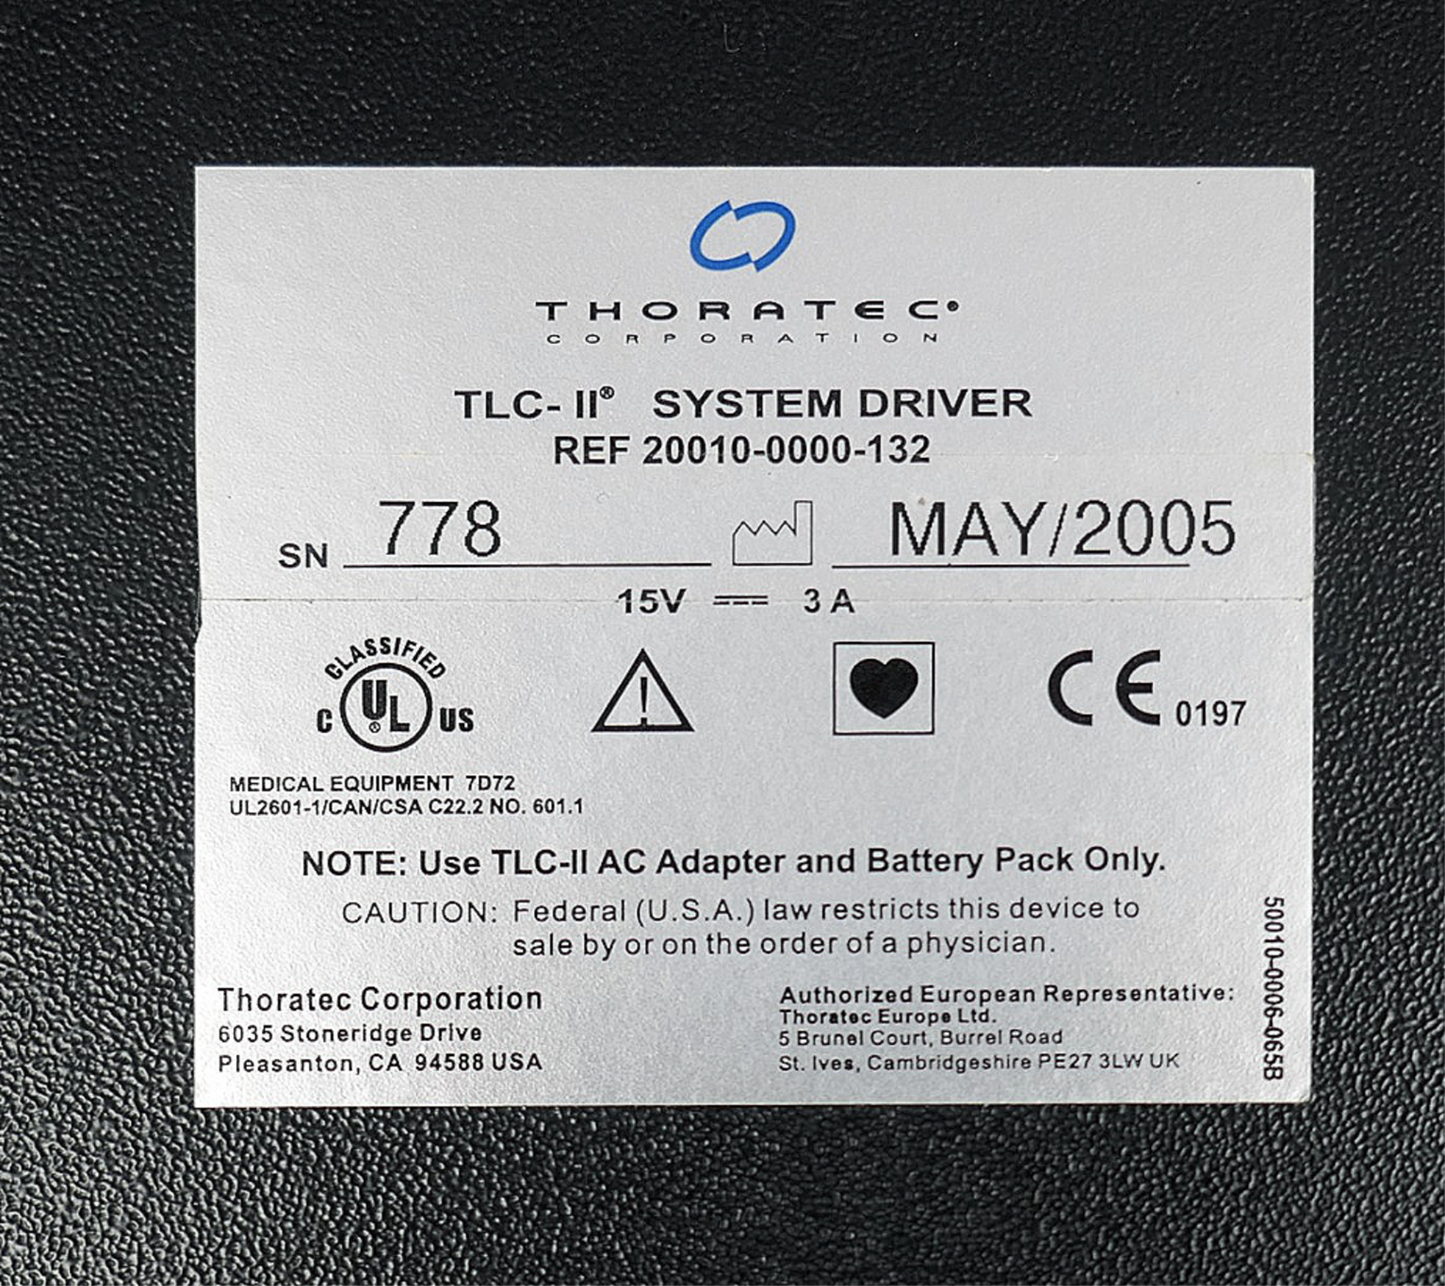 THORATEC®
CORPORATION
TLC-II® SYSTEM DRIVER
REF 20010-0000-132
SN 778 MAY/2005
15V 3 A
CLASSIFIED
C UL® US
CE 0197
MEDICAL EQUIPMENT 7D72
UL2601-1/CAN/CSA C22.2 NO. 601.1
NOTE: Use TLC-II AC Adapter and Battery Pack Only.
CAUTION: Federal (U.S.A.) law restricts this device to
sale by or on the order of a physician.
Thoratec Corporation
6035 Stoneridge Drive
Pleasanton, CA 94588 USA
Authorized European Representative:
Thoratec Europe Ltd.
5 Brunel Court, Burrel Road
St. Ives, Cambridgeshire PE27 3LW UK
50010-0006-065B